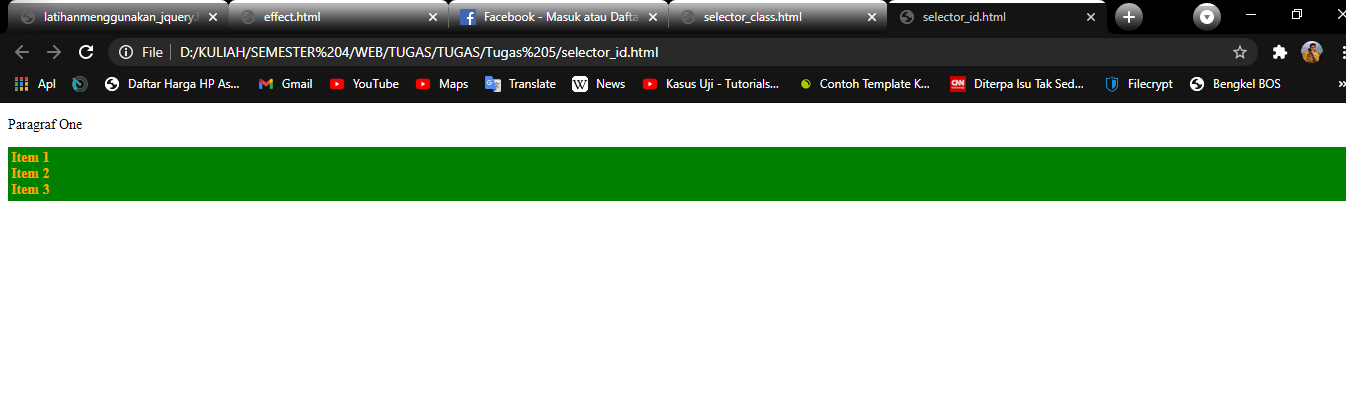 latihanmenggunakan_jquery.
effect.html
Facebook - Masuk atau Dafta
selector_class.html
selector_id.html
File
D:/KULIAH/SEMESTER%204/WEB/TUGAS/TUGAS/Tugas%205/selector_id.html
Apl
Daftar Harga HP As...
Gmail
YouTube
Maps
Translate
W News
Kasus Uji - Tutorials...
Contoh Template K...
CNN Diterpa Isu Tak Sed...
Filecrypt
Bengkel BOS
Paragraf One
Item 1
Item 2
Item 3